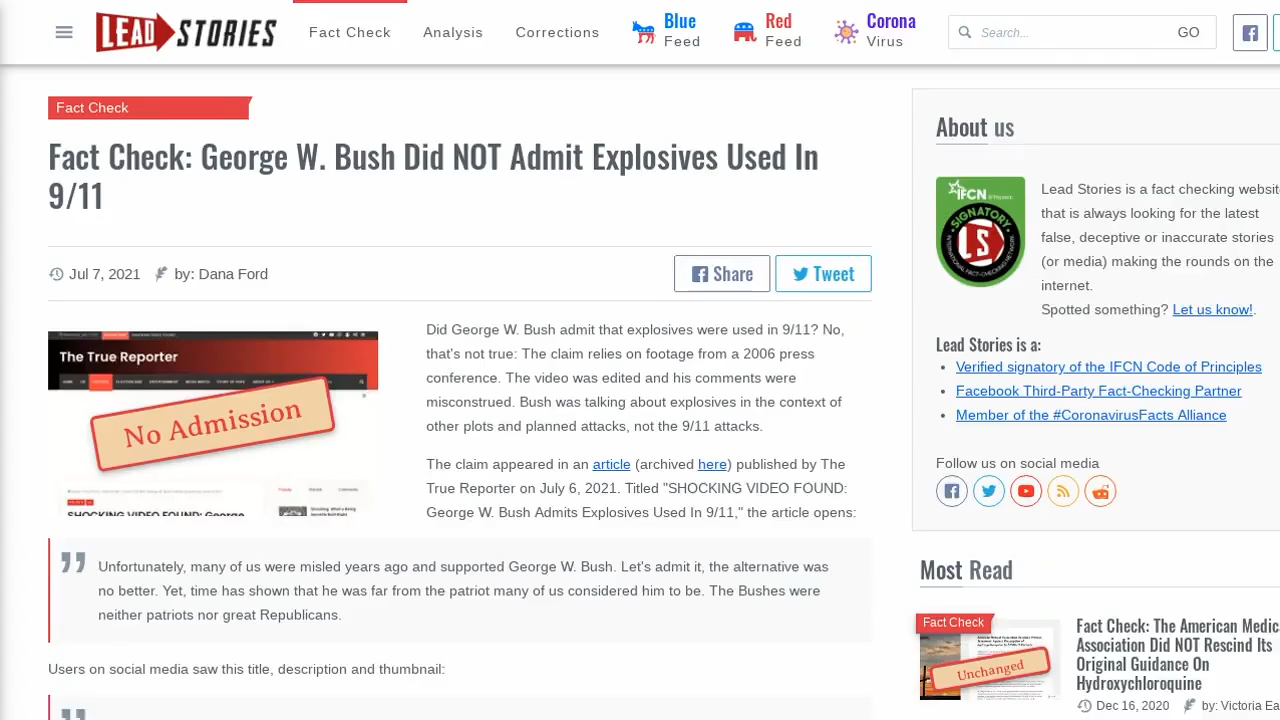 LEAD STORIES
Fact Check
Analysis
Corrections
Blue
Feed
Red
Feed
Corona
Virus
Search...
GO
Fact Check
Fact Check: George W. Bush Did NOT Admit Explosives Used In
9/11
Jul 7, 2021
by: Dana Ford
Share
Tweet
The True Reporter
No Admission
SHOCKING VIDEO FOUND: George
Did George W. Bush admit that explosives were used in 9/11? No,
that's not true: The claim relies on footage from a 2006 press
conference. The video was edited and his comments were
misconstrued. Bush was talking about explosives in the context of
other plots and planned attacks, not the 9/11 attacks.
The claim appeared in an article (archived here) published by The
True Reporter on July 6, 2021. Titled "SHOCKING VIDEO FOUND:
George W. Bush Admits Explosives Used In 9/11," the article opens:
Unfortunately, many of us were misled years ago and supported George W. Bush. Let's admit it, the alternative was
no better. Yet, time has shown that he was far from the patriot many of us considered him to be. The Bushes were
neither patriots nor great Republicans.
Users on social media saw this title, description and thumbnail:
About us
IFCN
SIGNATORY
LS
INTERNATIONAL FACT-CHECKING NETWORK
Lead Stories is a fact checking websit
that is always looking for the latest
false, deceptive or inaccurate stories
(or media) making the rounds on the
internet.
Spotted something? Let us know!.
Lead Stories is a:
Verified signatory of the IFCN Code of Principles
Facebook Third-Party Fact-Checking Partner
Member of the #CoronavirusFacts Alliance
Follow us on social media
Most Read
Fact Check
Unchanged
Fact Check: The American Medic
Association Did NOT Rescind Its
Original Guidance On
Hydroxychloroquine
Dec 16, 2020
by: Victoria Ea